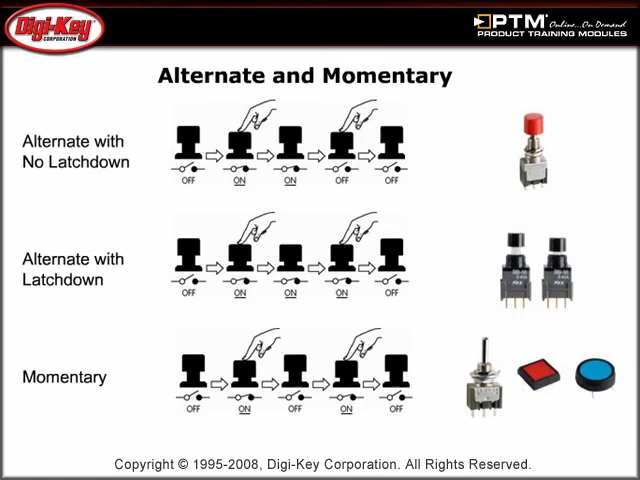 Digi-Key
CORPORATION
PTM
Online...On Demand
PRODUCT TRAINING MODULES
Alternate and Momentary
Alternate with
No Latchdown
OFF ON ON OFF OFF
Alternate with
Latchdown
OFF ON ON ON OFF
Momentary
OFF ON OFF ON OFF
Copyright © 1995-2008, Digi-Key Corporation. All Rights Reserved.